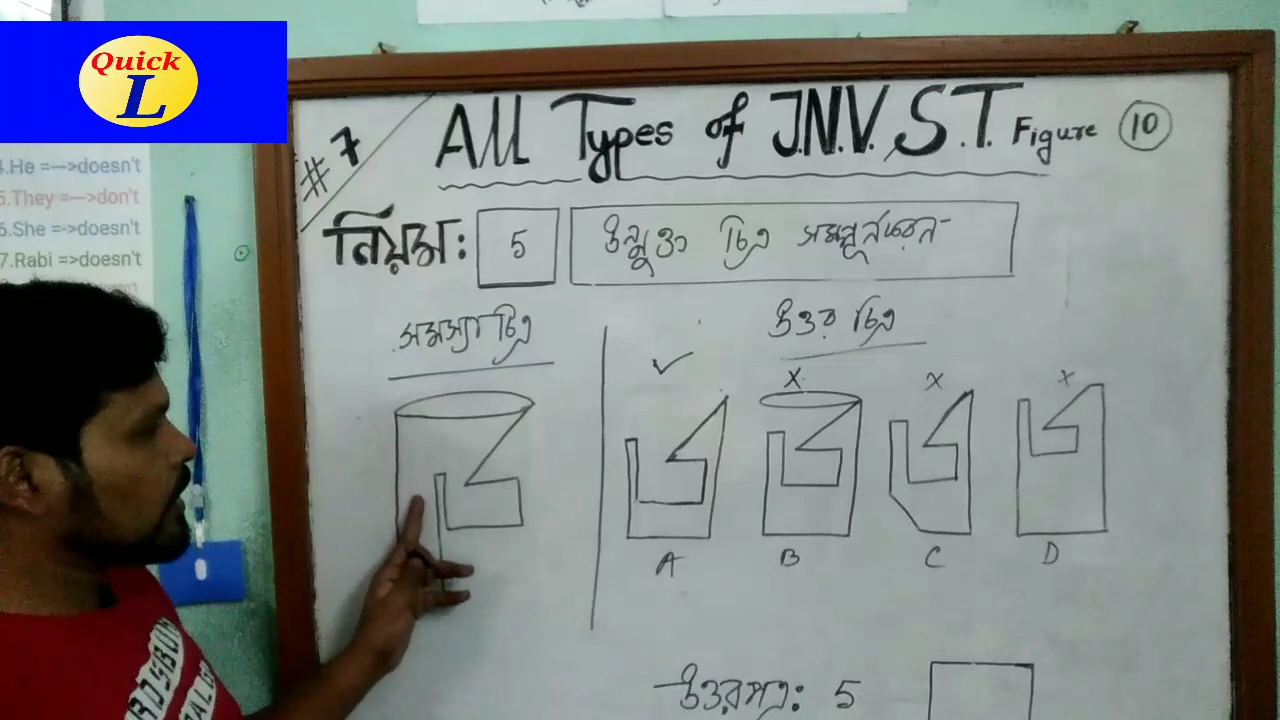 Quick
L
4.He =--->doesn't
5.They =--->don't
6.She =->doesn't
7.Rabi =>doesn't
#7
All Types of J.N.V.S.T. Figure 10
নিয়ম: 5 উন্মুক্ত চিত্র সম্পূর্নকরন
সমস্যা চিত্র
উত্তর চিত্র
A B C D
উত্তরপত্র: 5